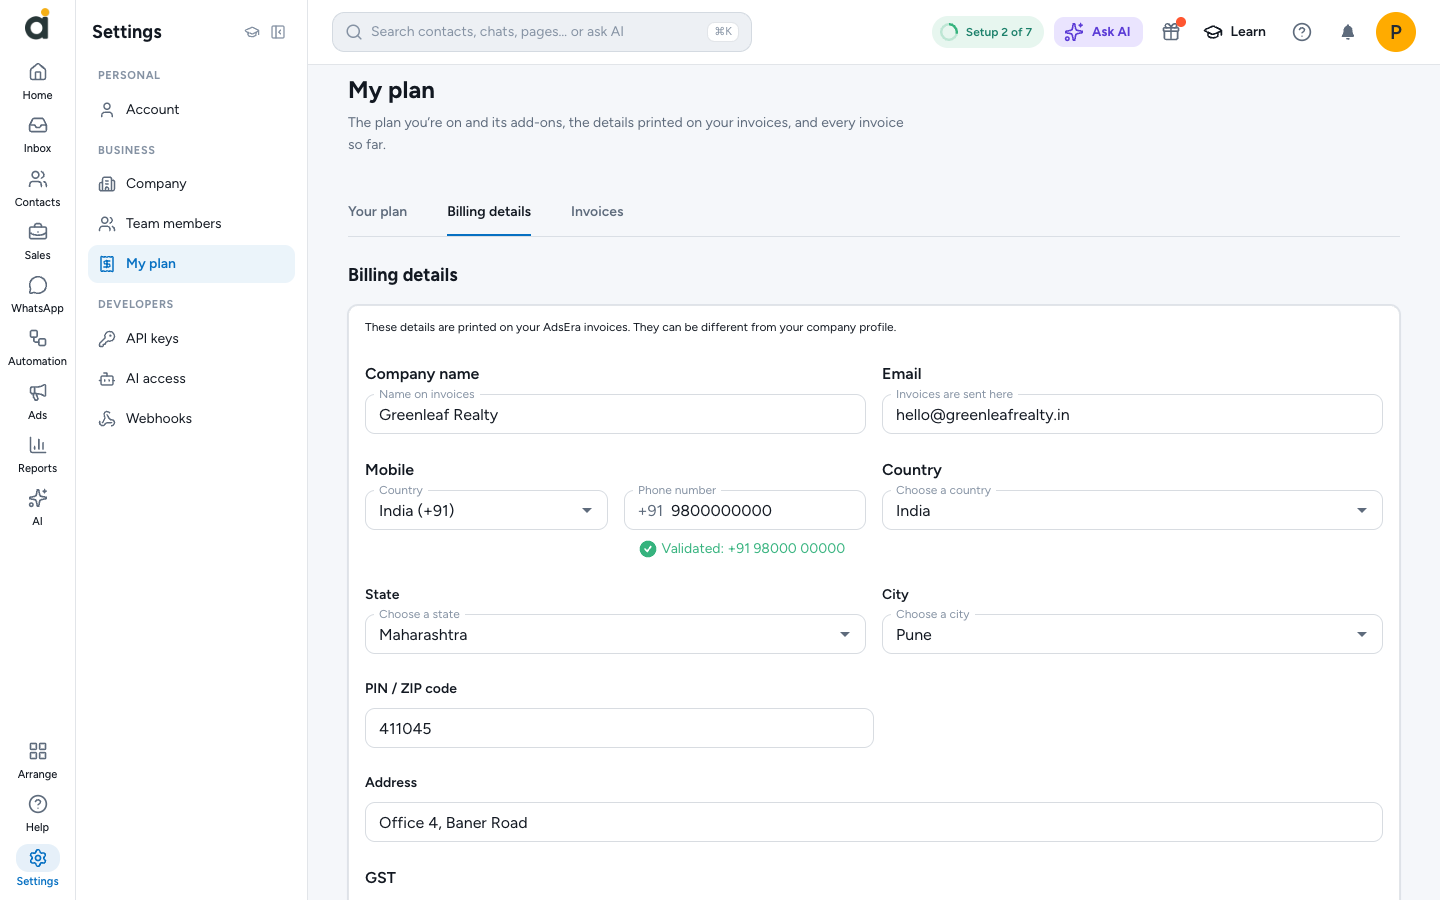 Settings
Search contacts, chats, pages... or ask AI
⌘K
Setup 2 of 7
Ask AI
Learn
P
Home
Inbox
Contacts
Sales
WhatsApp
Automation
Ads
Reports
AI
Arrange
Help
Settings
PERSONAL
Account
BUSINESS
Company
Team members
My plan
DEVELOPERS
API keys
AI access
Webhooks
My plan
The plan you're on and its add-ons, the details printed on your invoices, and every invoice
so far.
Your plan
Billing details
Invoices
Billing details
These details are printed on your AdsEra invoices. They can be different from your company profile.
Company name
Name on invoices
Greenleaf Realty
Email
Invoices are sent here
hello@greenleafrealty.in
Mobile
Country
India (+91)
Phone number
+91 9800000000
Validated: +91 98000 00000
Country
Choose a country
India
State
Choose a state
Maharashtra
City
Choose a city
Pune
PIN / ZIP code
411045
Address
Office 4, Baner Road
GST